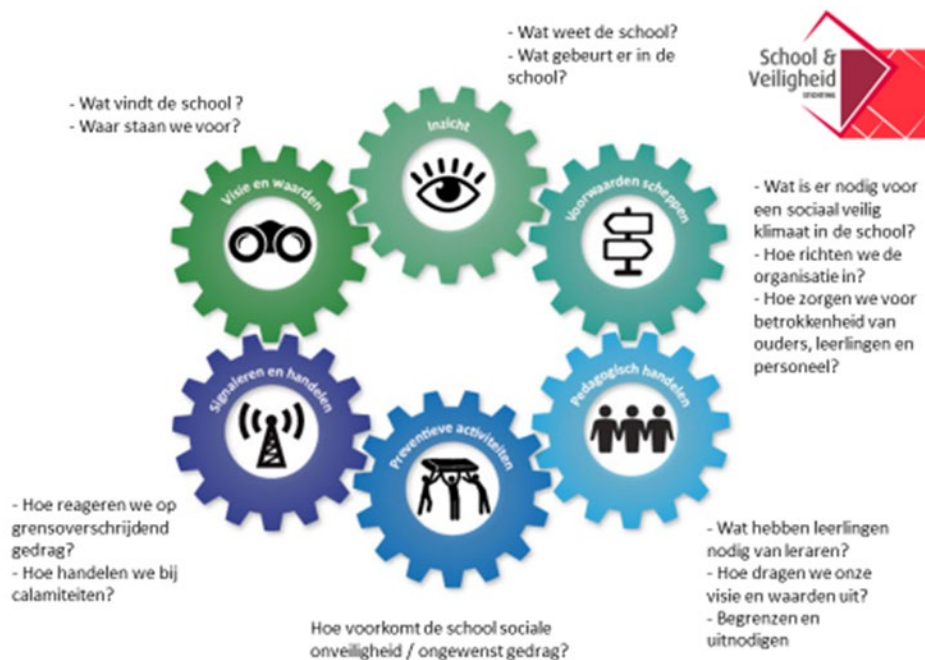 - Wat weet de school?
- Wat gebeurt er in de
school?
School &
Veiligheid
STICHTING
- Wat vindt de school ?
- Waar staan we voor?
Inzicht
Visie en waarden
Voorwaarden scheppen
- Wat is er nodig voor
een sociaal veilig
klimaat in de school?
- Hoe richten we de
organisatie in?
- Hoe zorgen we voor
betrokkenheid van
ouders, leerlingen en
personeel?
Signaleren en handelen
Preventieve activiteiten
Pedagogisch handelen
- Hoe reageren we op
grensoverschrijdend
gedrag?
- Hoe handelen we bij
calamiteiten?
- Wat hebben leerlingen
nodig van leraren?
- Hoe dragen we onze
visie en waarden uit?
- Begrenzen en
uitnodigen
Hoe voorkomt de school sociale
onveiligheid / ongewenst gedrag?